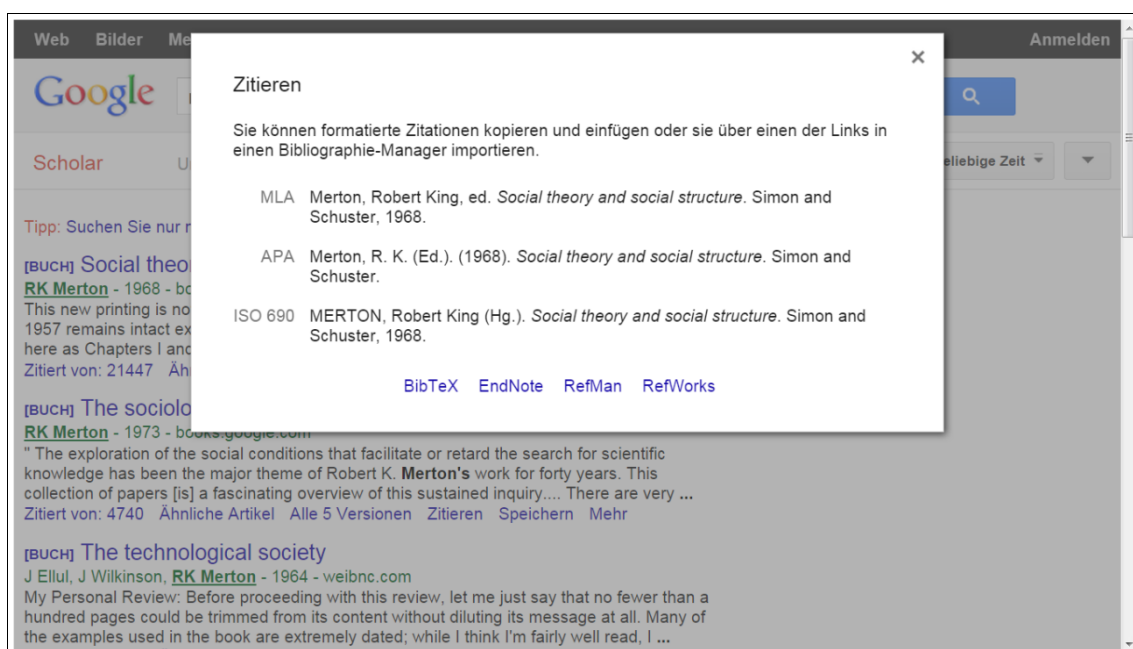 Web Bilder Me
Anmelden
Google
Zitieren
Sie können formatierte Zitationen kopieren und einfügen oder sie über einen der Links in
einen Bibliographie-Manager importieren.
MLA Merton, Robert King, ed. Social theory and social structure. Simon and
Schuster, 1968.
APA Merton, R. K. (Ed.). (1968). Social theory and social structure. Simon and
Schuster.
ISO 690 MERTON, Robert King (Hg.). Social theory and social structure. Simon and
Schuster, 1968.
BibTeX EndNote RefMan RefWorks
Scholar
eliebige Zeit
Tipp: Suchen Sie nur
[BUCH] Social theo
RK Merton - 1968 - bo
This new printing is no
1957 remains intact ex
here as Chapters I and
Zitiert von: 21447 Äh
[BUCH] The sociolo
RK Merton - 1973 - books.google.com
" The exploration of the social conditions that facilitate or retard the search for scientific
knowledge has been the major theme of Robert K. Merton's work for forty years. This
collection of papers [is] a fascinating overview of this sustained inquiry.... There are very ...
Zitiert von: 4740 Ähnliche Artikel Alle 5 Versionen Zitieren Speichern Mehr
[BUCH] The technological society
J Ellul, J Wilkinson, RK Merton - 1964 - weibnc.com
My Personal Review: Before proceeding with this review, let me just say that no fewer than a
hundred pages could be trimmed from its content without diluting its message at all. Many of
the examples used in the book are extremely dated; while I think I'm fairly well read, I ...